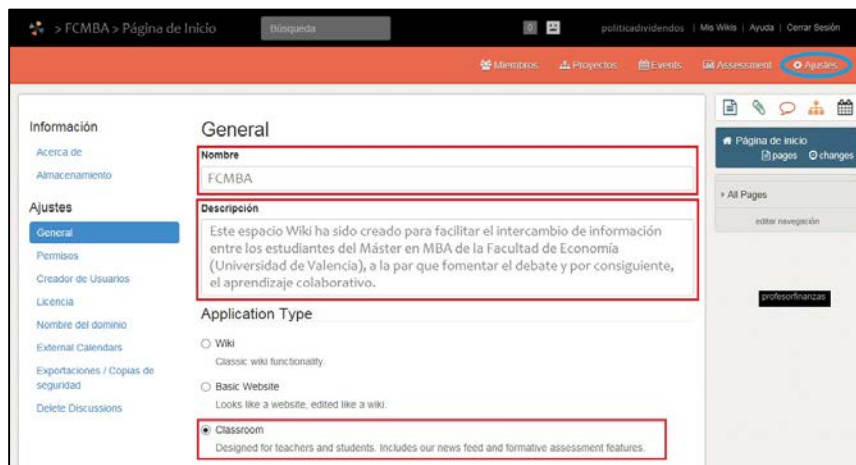 > FCMBA > Página de Inicio
Búsqueda
0
politicadividendos | Mis Wikis | Ayuda | Cerrar Sesión
Miembros Proyectos Events Assessment Ajustes
Información
Acerca de
Almacenamiento
Ajustes
General
Permisos
Creador de Usuarios
Licencia
Nombre del dominio
External Calendars
Exportaciones / Copias de
seguridad
Delete Discussions
General
Nombre
FCMBA
Descripción
Este espacio Wiki ha sido creado para facilitar el intercambio de información
entre los estudiantes del Máster en MBA de la Facultad de Economía
(Universidad de Valencia), a la par que fomentar el debate y por consiguiente,
el aprendizaje colaborativo.
Application Type
Wiki
Classic wiki functionality.
Basic Website
Looks like a website, edited like a wiki.
Classroom
Designed for teachers and students. Includes our news feed and formative assessment features.
Página de inicio
pages changes
All Pages
editar navegación
profesorfinanzas